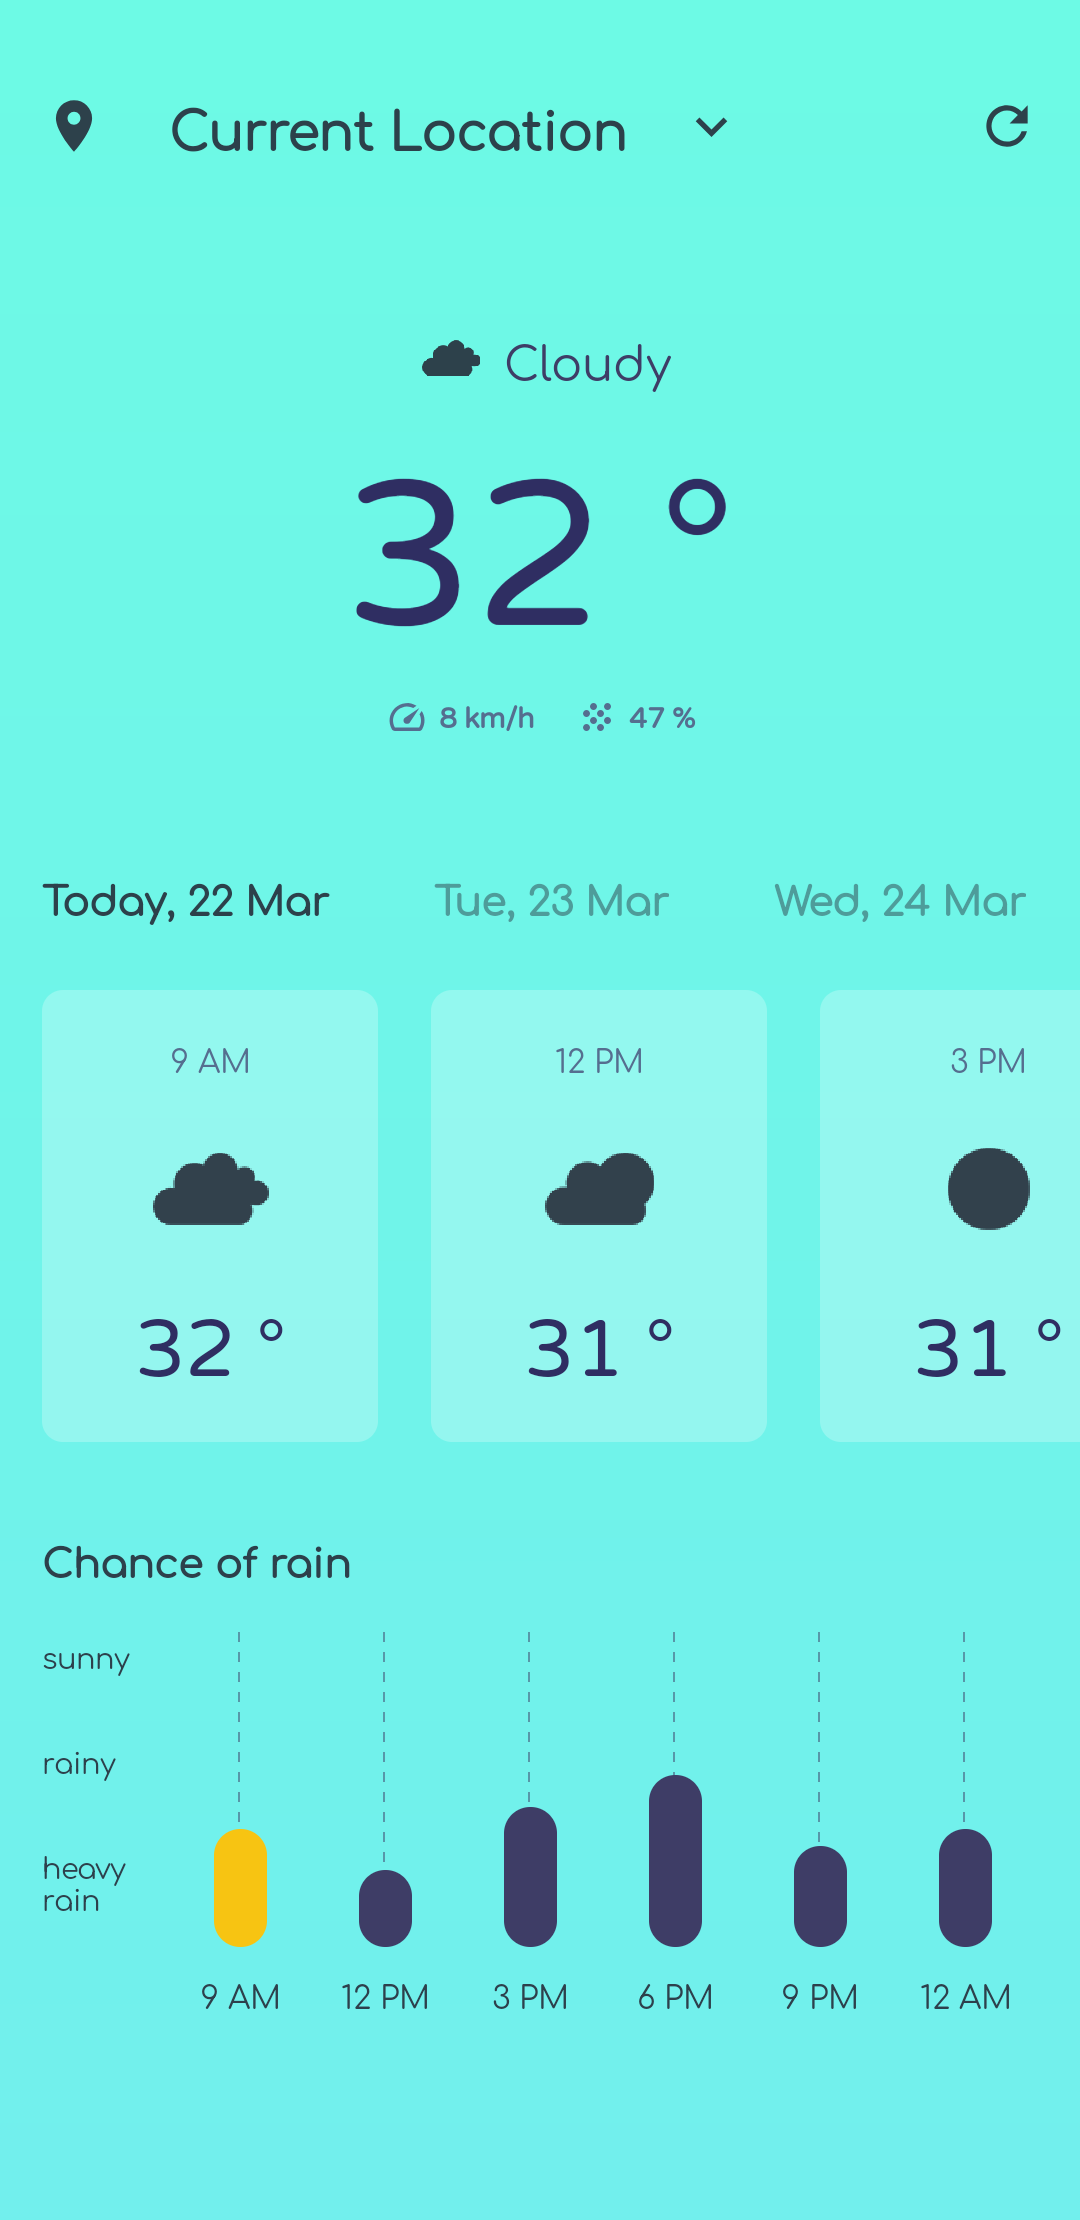 Current Location
Cloudy
32 °
8 km/h 47 %
Today, 22 Mar Tue, 23 Mar Wed, 24 Mar
9 AM 12 PM 3 PM
32 ° 31 ° 31 °
Chance of rain
sunny
rainy
heavy
rain
9 AM 12 PM 3 PM 6 PM 9 PM 12 AM